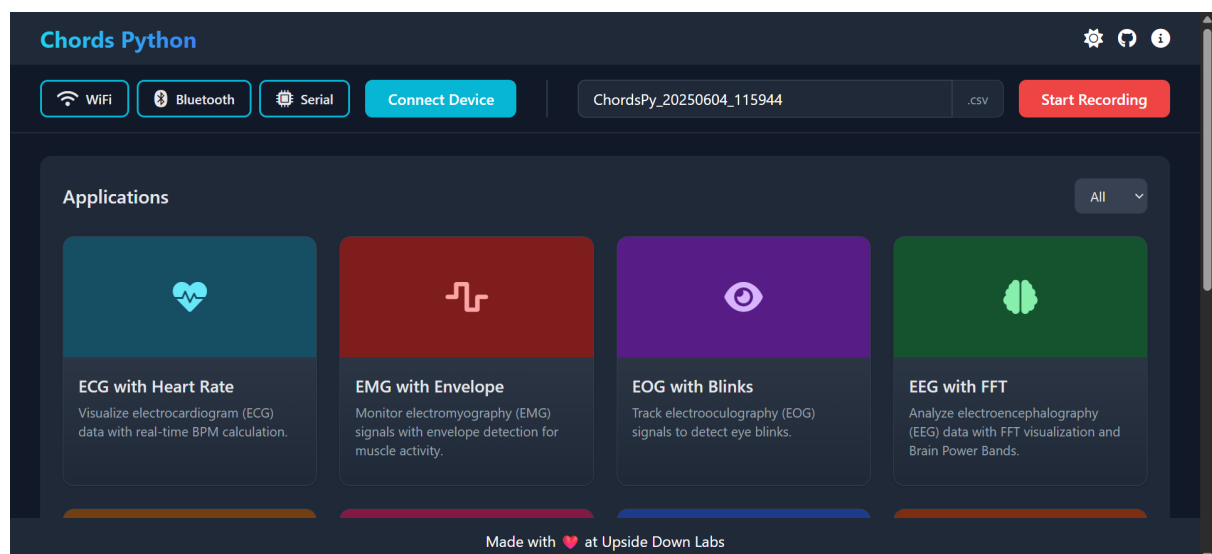 Chords Python
WiFi
Bluetooth
Serial
Connect Device
ChordsPy_20250604_115944
.csv
Start Recording
Applications
All
ECG with Heart Rate
Visualize electrocardiogram (ECG)
data with real-time BPM calculation.
EMG with Envelope
Monitor electromyography (EMG)
signals with envelope detection for
muscle activity.
EOG with Blinks
Track electrooculography (EOG)
signals to detect eye blinks.
EEG with FFT
Analyze electroencephalography
(EEG) data with FFT visualization and
Brain Power Bands.
Made with ❤️ at Upside Down Labs